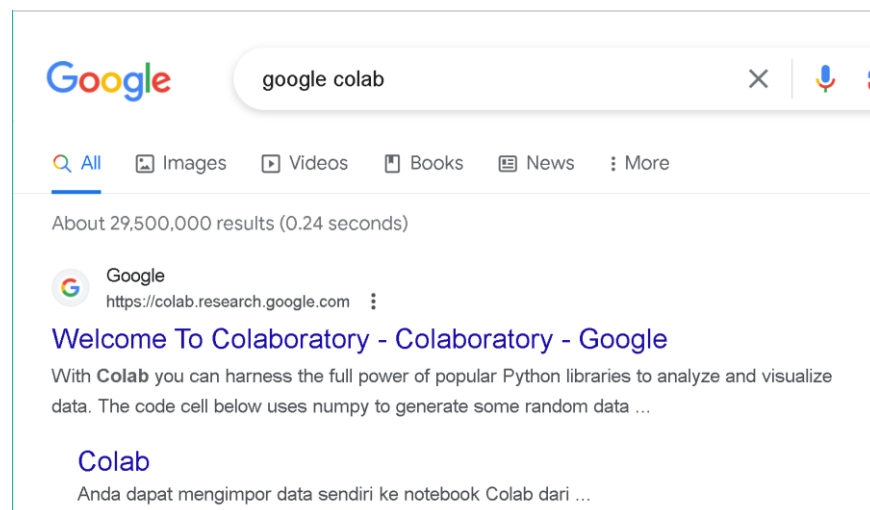 Google google colab
All Images Videos Books News More
About 29,500,000 results (0.24 seconds)
Google
https://colab.research.google.com
Welcome To Colaboratory - Colaboratory - Google
With Colab you can harness the full power of popular Python libraries to analyze and visualize
data. The code cell below uses numpy to generate some random data ...
Colab
Anda dapat mengimpor data sendiri ke notebook Colab dari ...